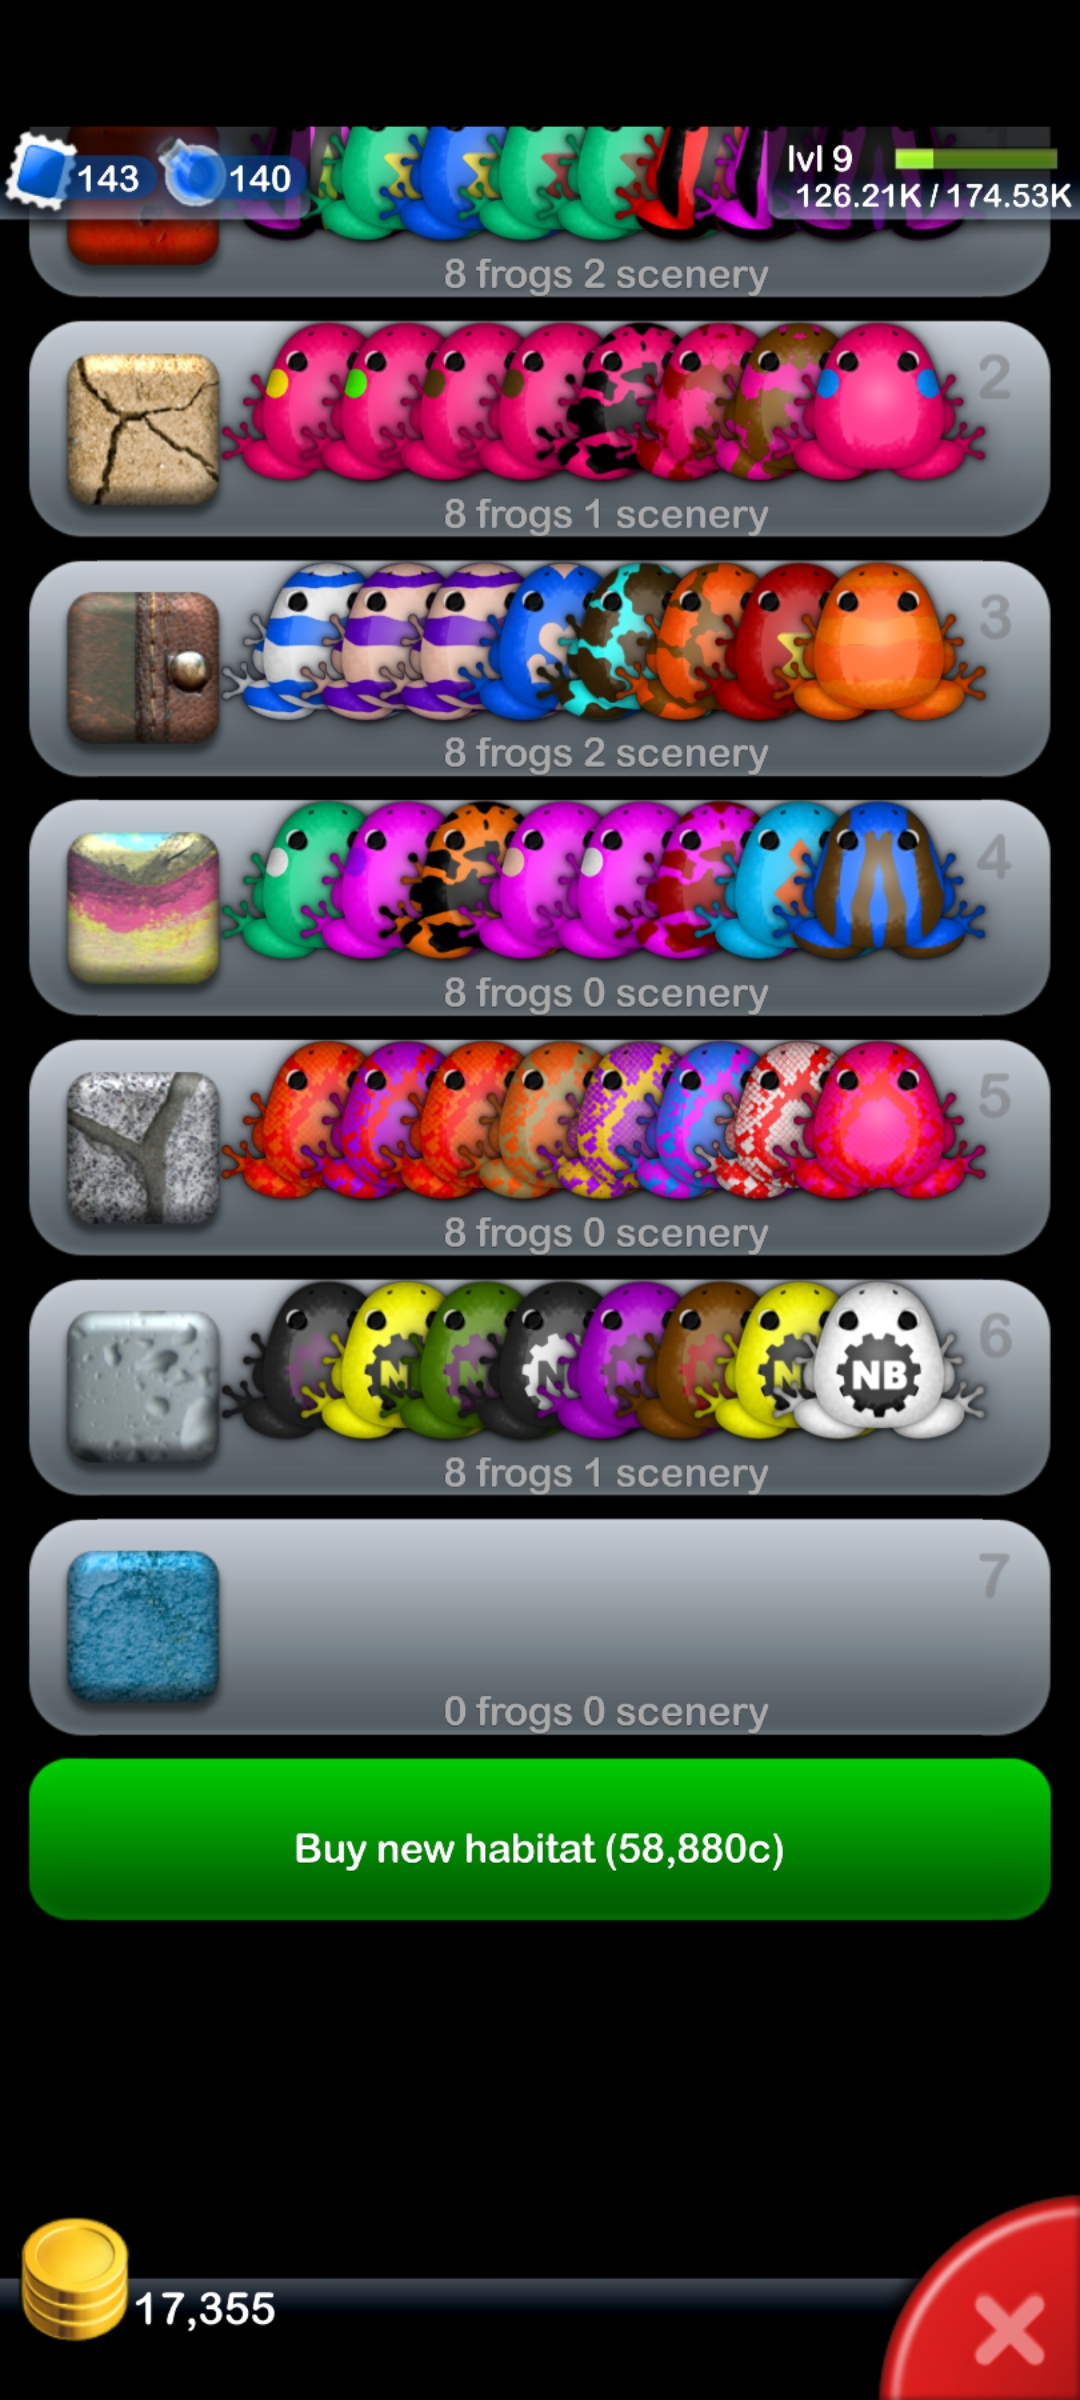 143 140 lvl 9
126.21K / 174.53K
8 frogs 2 scenery
2
8 frogs 1 scenery
3
8 frogs 2 scenery
4
8 frogs 0 scenery
5
8 frogs 0 scenery
6
N N N N N N NB
8 frogs 1 scenery
7
0 frogs 0 scenery
Buy new habitat (58,880c)
17,355